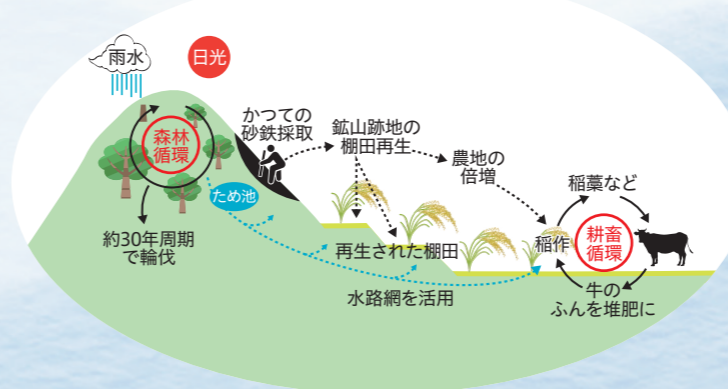 雨水
日光
かつての
砂鉄採取
鉱山跡地の
棚田再生
農地の
倍増
森林
循環
ため池
稲藁など
約30年周期
で輪伐
再生された棚田
稲作
耕畜
循環
水路網を活用
牛の
ふんを堆肥に